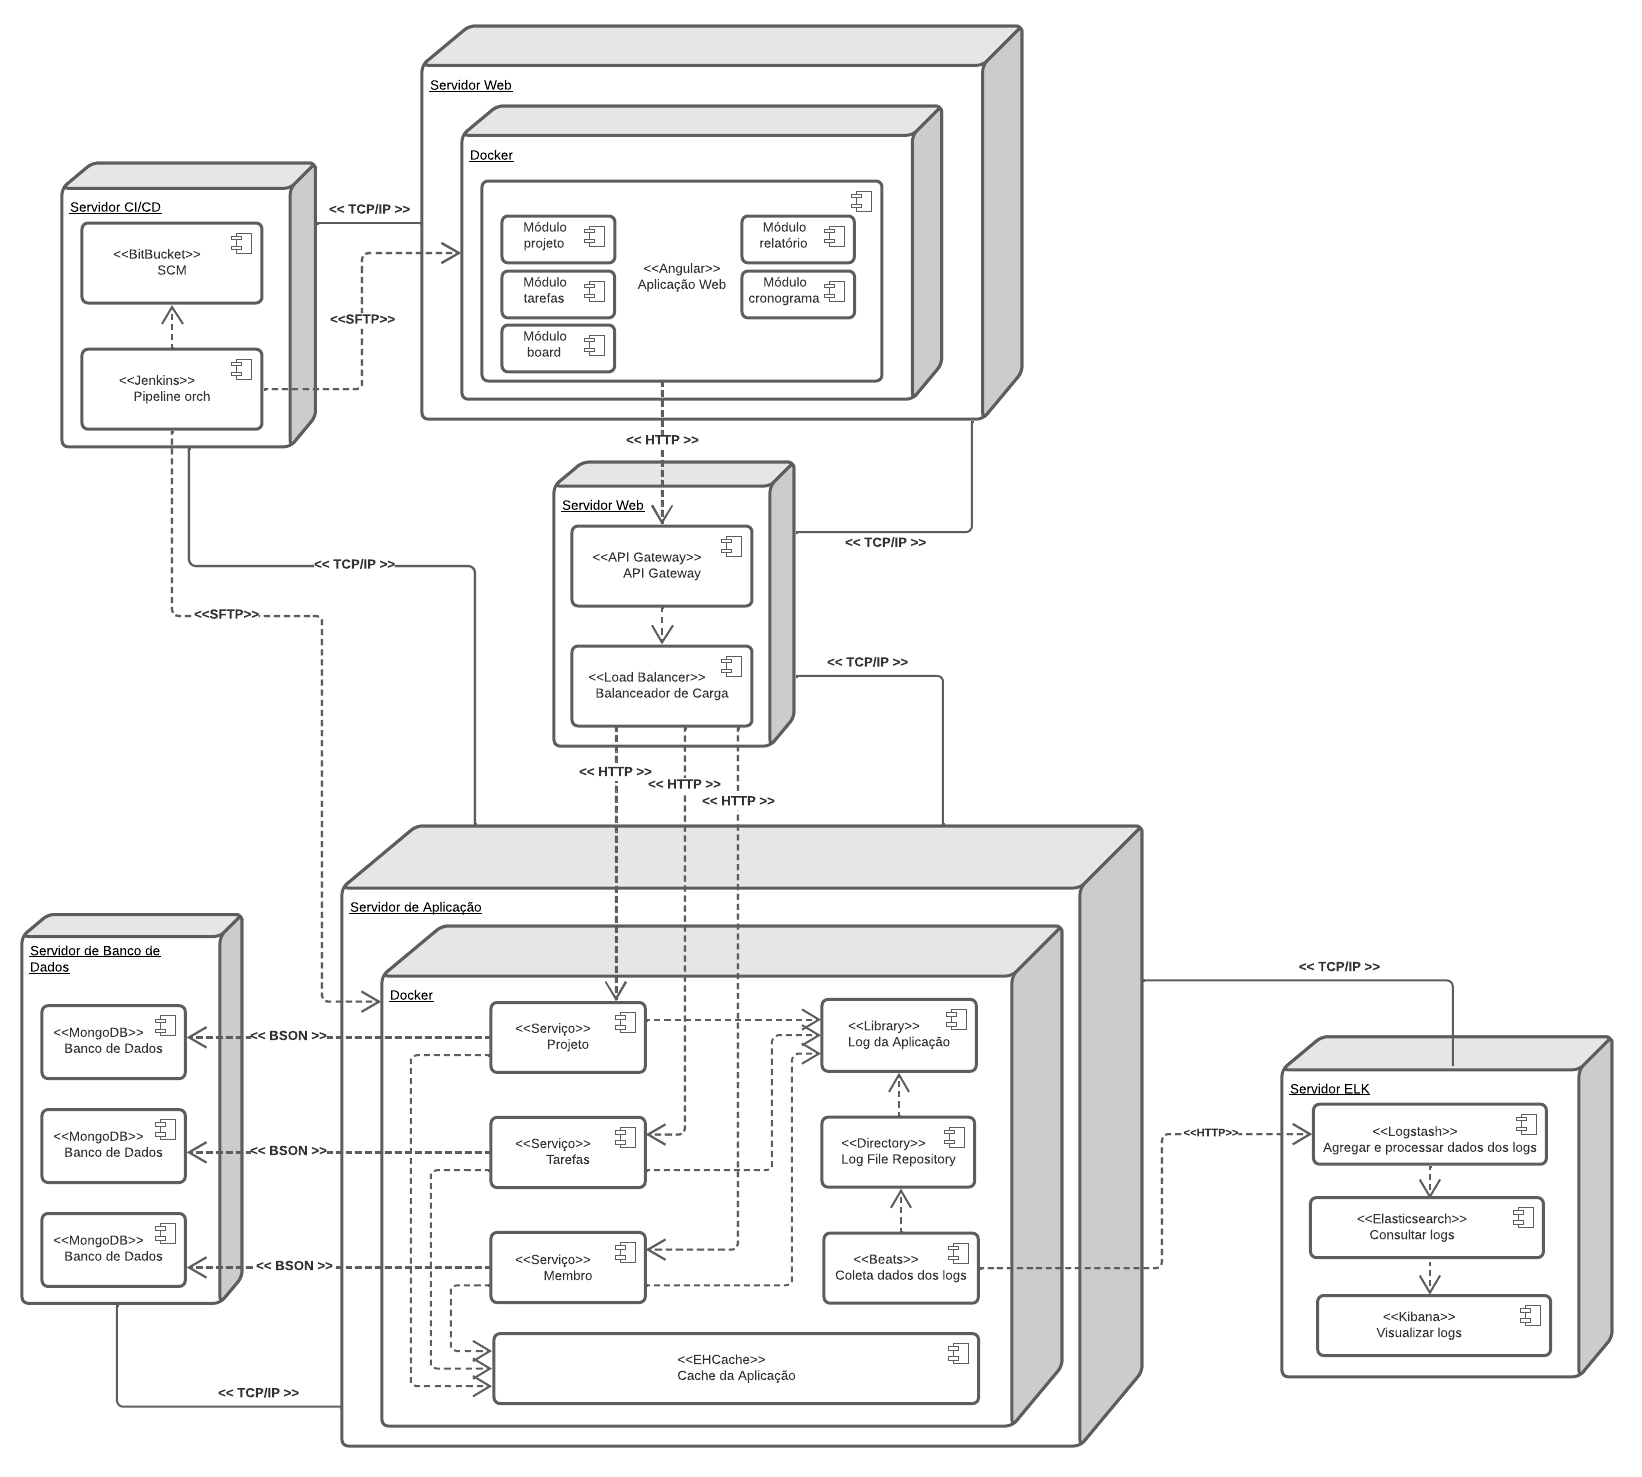 Servidor Web
Docker
Módulo
projeto
Módulo
tarefas
Módulo
board
<<Angular>>
Aplicação Web
Módulo
relatório
Módulo
cronograma
Servidor CI/CD
<<BitBucket>>
SCM
<<Jenkins>>
Pipeline orch
<< TCP/IP >>
<<SFTP>>
<< HTTP >>
Servidor Web
<<API Gateway>>
API Gateway
<<Load Balancer>>
Balanceador de Carga
<< TCP/IP >>
<< TCP/IP >>
<<SFTP>>
<< TCP/IP >>
<< HTTP >>
<< HTTP >>
<< HTTP >>
Servidor de Aplicação
Docker
<<Serviço>>
Projeto
<<Serviço>>
Tarefas
<<Serviço>>
Membro
<<Library>>
Log da Aplicação
<<Directory>>
Log File Repository
<<Beats>>
Coleta dados dos logs
<<EHCache>>
Cache da Aplicação
Servidor de Banco de
Dados
<<MongoDB>>
Banco de Dados
<<MongoDB>>
Banco de Dados
<<MongoDB>>
Banco de Dados
<< BSON >>
<< BSON >>
<< BSON >>
<< TCP/IP >>
<< TCP/IP >>
<<HTTP>>
Servidor ELK
<<Logstash>>
Agregar e processar dados dos logs
<<Elasticsearch>>
Consultar logs
<<Kibana>>
Visualizar logs